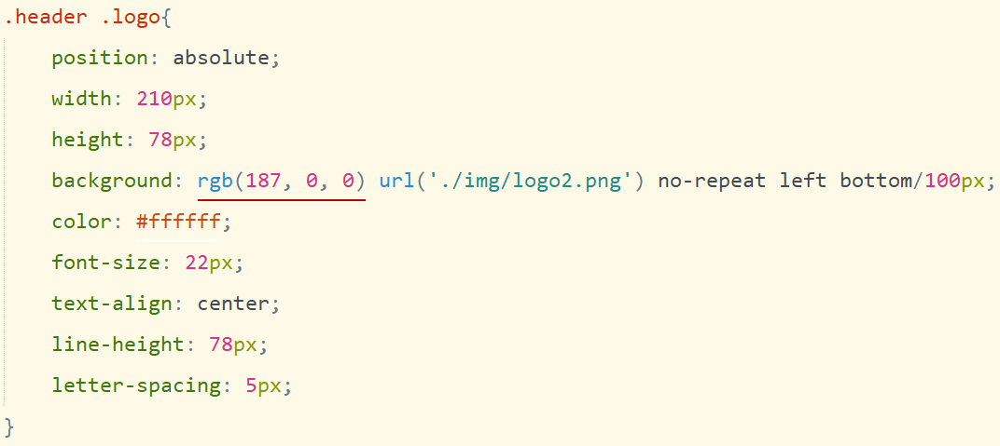 .header .logo{
    position: absolute;
    width: 210px;
    height: 78px;
    background: rgb(187, 0, 0) url('./img/logo2.png') no-repeat left bottom/100px;
    color: #ffffff;
    font-size: 22px;
    text-align: center;
    line-height: 78px;
    letter-spacing: 5px;
}